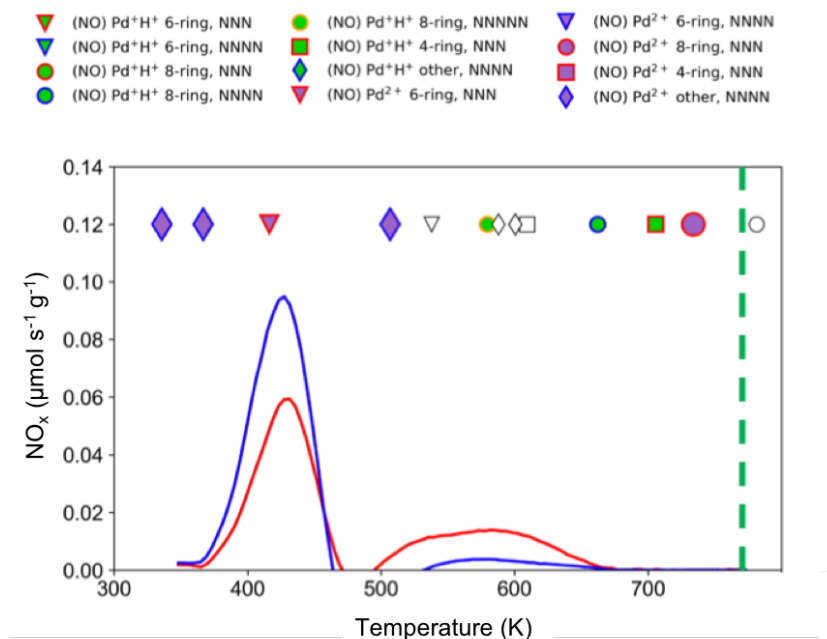 (NO) Pd⁺H⁺ 6-ring, NNN
(NO) Pd⁺H⁺ 6-ring, NNNN
(NO) Pd⁺H⁺ 8-ring, NNN
(NO) Pd⁺H⁺ 8-ring, NNNN
(NO) Pd⁺H⁺ 8-ring, NNNNN
(NO) Pd⁺H⁺ 4-ring, NNN
(NO) Pd⁺H⁺ other, NNNN
(NO) Pd²⁺ 6-ring, NNN
(NO) Pd²⁺ 6-ring, NNNN
(NO) Pd²⁺ 8-ring, NNN
(NO) Pd²⁺ 4-ring, NNN
(NO) Pd²⁺ other, NNNN
NOₓ (μmol s⁻¹ g⁻¹)
0.14
0.12
0.10
0.08
0.06
0.04
0.02
0.00
300 400 500 600 700
Temperature (K)